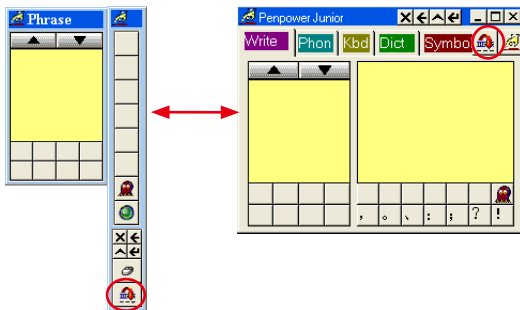 Phrase
Penpower Junior
Write Phon Kbd Dict Symbo
, 。 、 : ; ? !